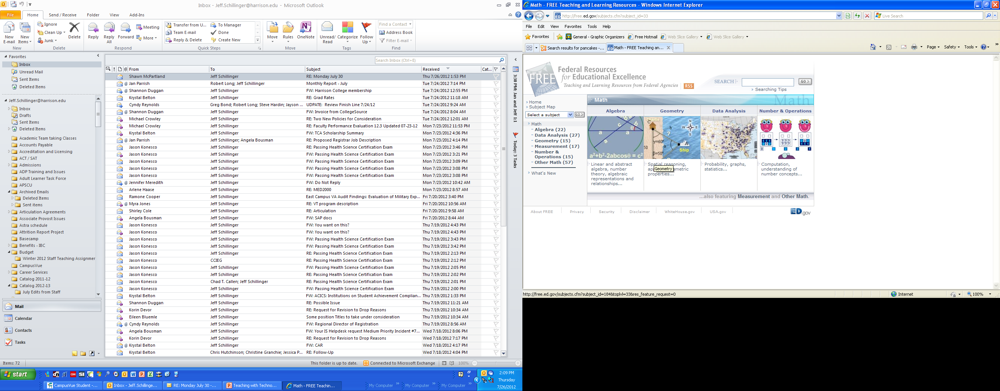 Inbox - Jeff.Schillinger@harrison.edu - Microsoft Outlook
File Home Send / Receive Folder View Add-Ins
New E-mail New Items
Ignore
Clean Up
Junk
Delete
Reply Reply All Forward
Meeting
More
Transfer from U...
Team E-mail
Reply & Delete
To Manager
Done
Create New
Move Rules OneNote
Unread/ Read Categorize Follow Up
Find a Contact
Address Book
Filter E-mail
New Delete Respond Quick Steps Move Tags Find
Favorites
Inbox
Unread Mail
Sent Items
Deleted Items
Jeff.Schillinger@harrison.edu
Inbox
Drafts
Sent Items
Deleted Items
Academic Team taking Classes
Accounts Payable
Accreditation and Licensing
ACT / SAT
Admissions
ADP Training and Issues
Adult Learner Task Force
APSCU
Archived Emails
Deleted Items
Sent items
Articulation Agreements
Associate Provost Issues
Astra schedule
Attrition Report Project
Basecamp
Benefits - IBC
Budget
Winter 2012 Staff Teaching Assignmer
CampusVue
Career Services
Catalog 2011-12
Catalog 2012-13
July Edits from Staff
Mail
Calendar
Contacts
Tasks
Items: 72
Search Inbox (Ctrl+E)
From To Subject Received Cat...
Shawn McPartland Jeff Schillinger RE: Monday July 30 Thu 7/26/2012 1:53 PM
Jan Parrish Robert Long; Jeff Schillinger Monthly Report - July Tue 7/24/2012 7:14 PM
Shannon Duggan Jeff Schillinger FW: Harrison College membership Tue 7/24/2012 12:55 PM
Krystal Belton Jeff Schillinger RE: Grad Rates Tue 7/24/2012 11:18 AM
Cyndy Reynolds Greg Bond; Robert Long; Steve Hardin; Jayson ... UDPATE: Review Finish Line 7/24/12 Tue 7/24/2012 9:24 AM
Shannon Duggan Jeff Schillinger FW: Invoice from CollegeSource Tue 7/24/2012 8:04 AM
Michael Crowley Jeff Schillinger RE: Two New Policies for Consideration Tue 7/24/2012 12:01 AM
Michael Crowley Jeff Schillinger RE: Faculty Performance Evaluation 12.3 Updated 07-23-12 Mon 7/23/2012 11:53 PM
Krystal Belton Jeff Schillinger FW: TCA Scholarship Summary Mon 7/23/2012 4:36 PM
Jan Parrish Jeff Schillinger; Angela Bousman RE: Proposed Registrar Job Description Mon 7/23/2012 4:14 PM
Jason Konesco Jeff Schillinger RE: Passing Health Science Certification Exam Mon 7/23/2012 3:46 PM
Jason Konesco Jeff Schillinger FW: Passing Health Science Certification Exam Mon 7/23/2012 3:21 PM
Jason Konesco Jeff Schillinger FW: Passing Health Science Certification Exam Mon 7/23/2012 3:09 PM
Jason Konesco Jeff Schillinger FW: Passing Health Science Certification Exam Mon 7/23/2012 3:08 PM
Jason Konesco Jeff Schillinger FW: Passing Health Science Certification Exam Mon 7/23/2012 3:08 PM
Jennifer Meredith Jeff Schillinger FW: Do Not Reply Mon 7/23/2012 10:42 AM
Arlene Haase Jeff Schillinger RE: MED2000 Mon 7/23/2012 8:57 AM
Ramone Cooper Jeff Schillinger East Campus VA Audit Findings: Evaluation of Military Exp... Fri 7/20/2012 3:40 PM
Myra Jones Jeff Schillinger RE: VT program description Fri 7/20/2012 10:56 AM
Shirley Cole Jeff Schillinger RE: Articulation Fri 7/20/2012 9:58 AM
Angela Bousman Jeff Schillinger FW: SAP docs Fri 7/20/2012 8:44 AM
Jason Konesco Jeff Schillinger FW: You want on this? Thu 7/19/2012 4:43 PM
Jason Konesco Jeff Schillinger FW: You want on this? Thu 7/19/2012 4:43 PM
Jason Konesco Jeff Schillinger FW: Passing Health Science Certification Exam Thu 7/19/2012 3:43 PM
Jason Konesco Jeff Schillinger FW: Passing Health Science Certification Exam Thu 7/19/2012 3:42 PM
Jason Konesco Jeff Schillinger RE: Passing Health Science Certification Exam Thu 7/19/2012 2:13 PM
Jason Konesco CCIEG RE: Passing Health Science Certification Exam Thu 7/19/2012 2:12 PM
Jason Konesco Jeff Schillinger FW: Passing Health Science Certification Exam Thu 7/19/2012 2:05 PM
Jason Konesco Jeff Schillinger RE: Passing Health Science Certification Exam Thu 7/19/2012 2:02 PM
Jason Konesco Chad T. Callen; Jeff Schillinger RE: Passing Health Science Certification Exam Thu 7/19/2012 2:01 PM
Jason Konesco Jeff Schillinger FW: Passing Health Science Certification Exam Thu 7/19/2012 2:00 PM
Krystal Belton Jeff Schillinger FW: ACICS: Institutions on Student Achievement Complian... Thu 7/19/2012 1:33 PM
Shannon Duggan Jeff Schillinger RE: Possible Issue Thu 7/19/2012 11:21 AM
Korin Devor Jeff Schillinger RE: Request for Revision to Drop Reasons Thu 7/19/2012 10:34 AM
Eileen Bluemle Jeff Schillinger Some position Titles to take under consideration Thu 7/19/2012 10:34 AM
Cyndy Reynolds Jeff Schillinger FW: Regional Director of Registration Thu 7/19/2012 8:56 AM
Angela Bousman Jeff Schillinger FW: Your IS Helpdesk request Medium Priority Incident #7... Wed 7/18/2012 8:06 PM
Korin Devor Jeff Schillinger RE: Request for Revision to Drop Reasons Wed 7/18/2012 7:17 PM
Krystal Belton Jeff Schillinger FW: CAR Wed 7/18/2012 4:17 PM
Krystal Belton Chris Hutchinson; Christine Granchie; Jessica P... RE: Follow-Up Wed 7/18/2012 4:04 PM
3:30 PM: Jan and Jeff 1:1
Today: 3 Tasks
This folder is up to date. Connected to Microsoft Exchange 100%
start dn CNN SI
2:09 PM
Thursday
7/26/2012
CampusVue Student -... Inbox - Jeff.Schillinge... RE: Monday July 30 -... Teaching with Techno... Math - FREE Teachin... My Computer My Computer My Computer
Math - FREE Teaching and Learning Resources - Windows Internet Explorer
http://free.ed.gov/subjects.cfm?subject_id=33 Live Search
File Edit View Favorites Tools Help
Favorites General - Graphic Organizers Free Hotmail Web Slice Gallery Web Slice Gallery
Search results for pancakes -... Math - FREE Teaching an... Page Safety Tools
FREE
Federal Resources
for Educational Excellence
Teaching and Learning Resources from Federal Agencies RSS
SEARCH GO
Searching Tips
Home
Subject Map
Select a subject GO
Math
Algebra (22)
Data Analysis (27)
Geometry (15)
Measurement (17)
Number &
Operations (15)
Other Math (57)
What's New
Math Math
Algebra Geometry Data Analysis Number & Operations
a b c b θ a a
a²+b²-2abcosθ = c²
Charlie C b ? γ=60° α β=50° 50 Ship
N W E S
444 202 ??? ??? 202 444
0 1 2 3 4
Linear and abstract
algebra, number
theory, algebraic
representations and
relationships...
Spatial reasoning,
ap ometric
properties...
Geometry
Probability, graphs,
statistics...
Computation,
understanding of
number concepts...
...also featuring Measurement and Other Math.
About FREE Privacy Security Disclaimer WhiteHouse.gov USA.gov ED.gov
http://free.ed.gov/subjects.cfm?subject_id=184&toplvl=33&res_feature_request=0 Internet 100%